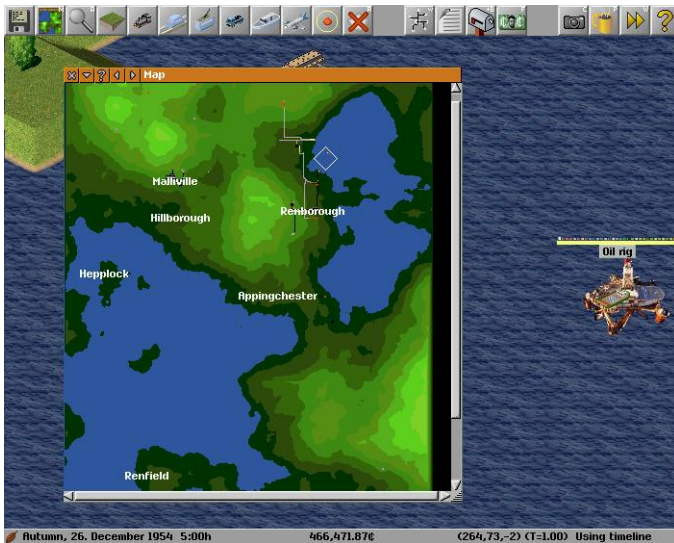 Map
Malliville
Hillborough
Renborough
Oil rig
Hepplock
Appingchester
Renfield
Autumn, 26. December 1954 5:00h 466,471.87¢ (264,73,-2) (T=1.00) Using timeline